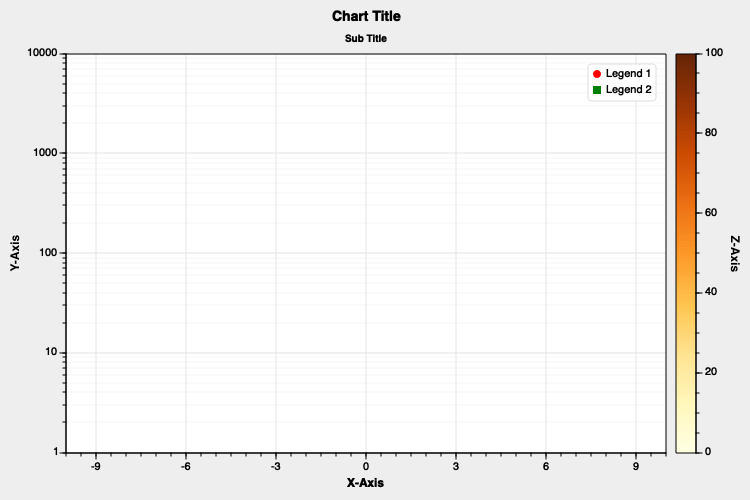 Chart Title
Sub Title
10000
1000
100
10
1
Y-Axis
-9 -6 -3 0 3 6 9
X-Axis
Legend 1
Legend 2
100
80
60
40
20
0
Z-Axis